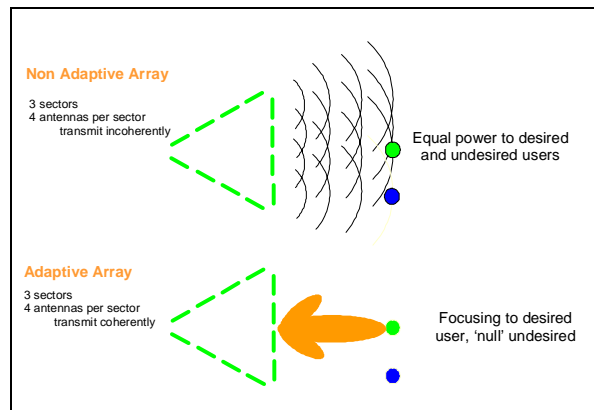 Non Adaptive Array
3 sectors
4 antennas per sector
transmit incoherently
Equal power to desired
and undesired users
Adaptive Array
3 sectors
4 antennas per sector
transmit coherently
Focusing to desired
user, ‘null’ undesired